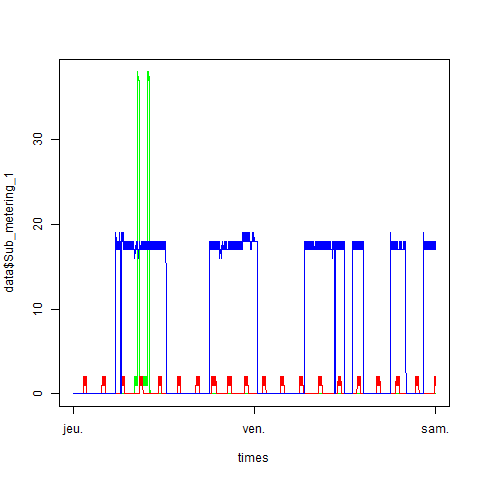 data$Sub_metering_1
30
20
10
0
jeu.
ven.
sam.
times